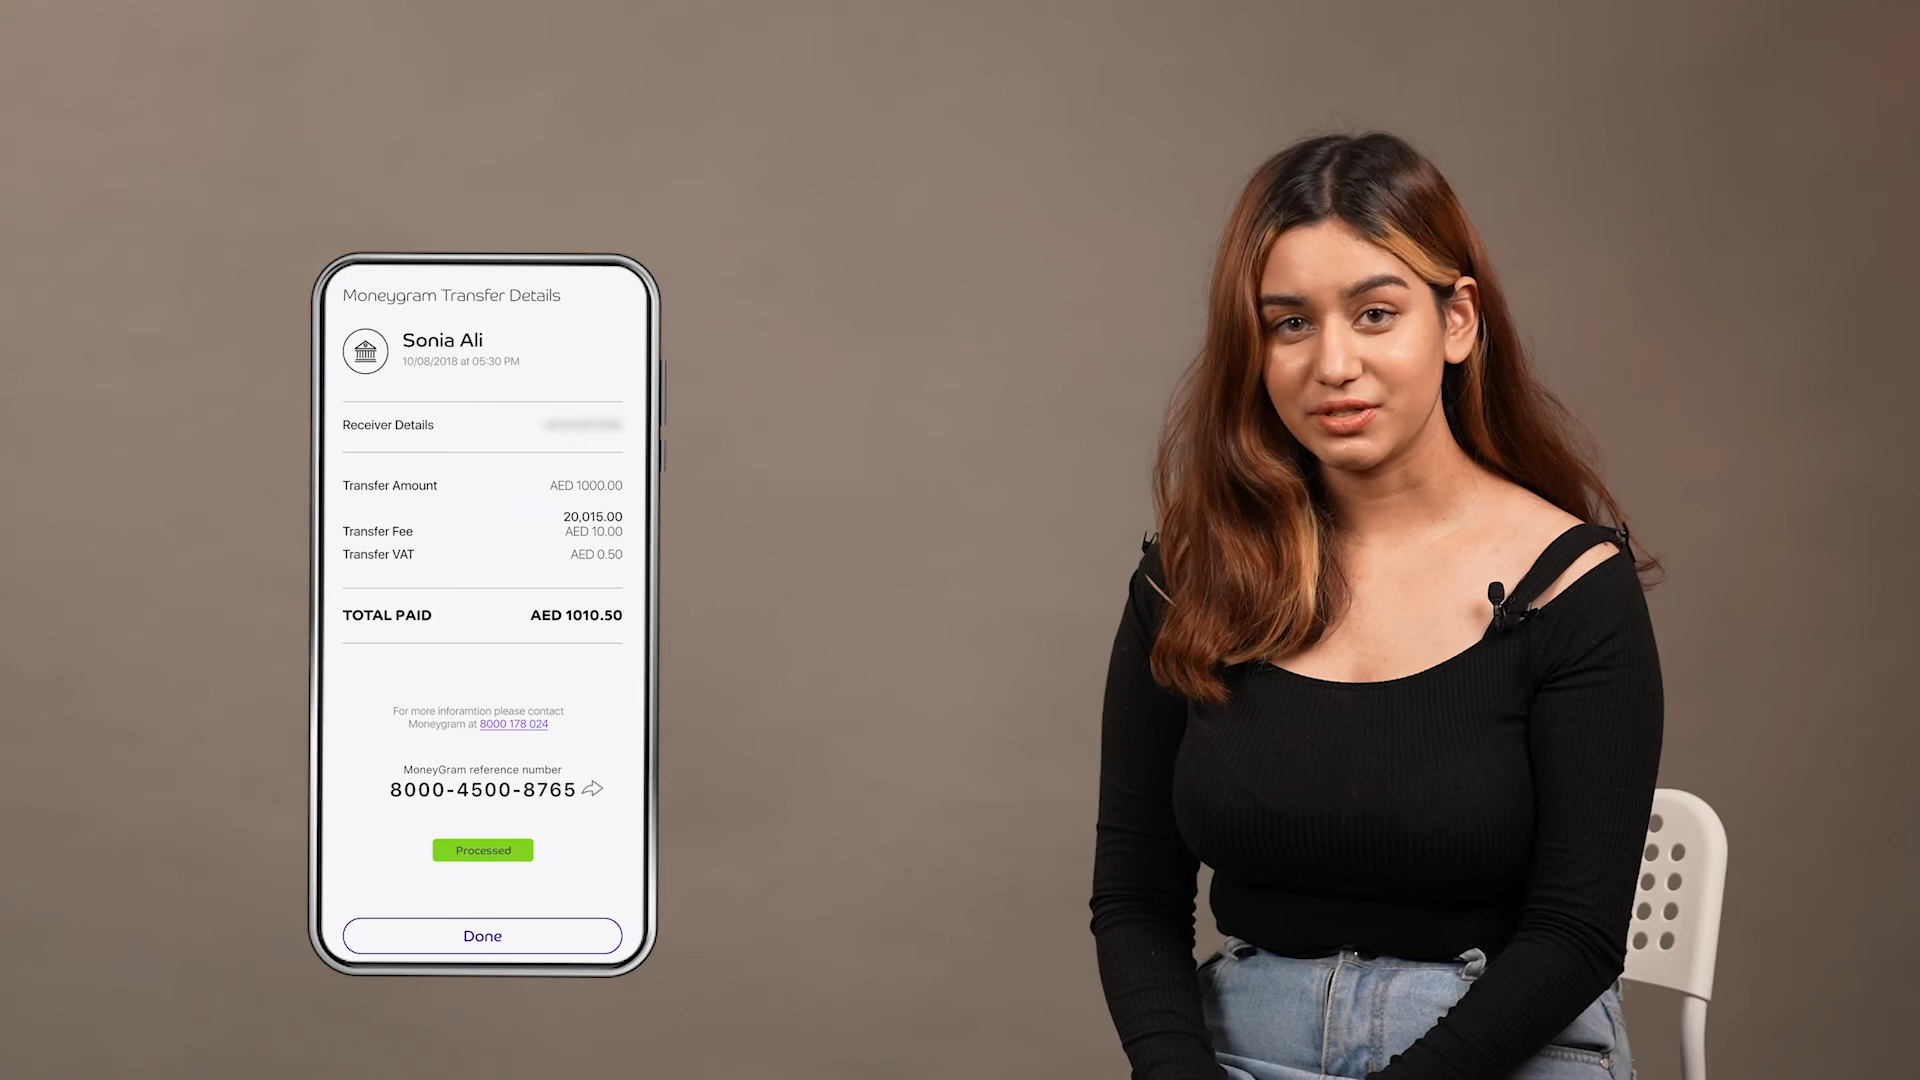 Moneygram Transfer Details
Sonia Ali
10/08/2018 at 05:30 PM
Receiver Details
Transfer Amount AED 1000.00
20,015.00
Transfer Fee AED 10.00
Transfer VAT AED 0.50
TOTAL PAID AED 1010.50
For more inforamtion please contact
Moneygram at 8000 178 024
MoneyGram reference number
8000-4500-8765
Processed
Done